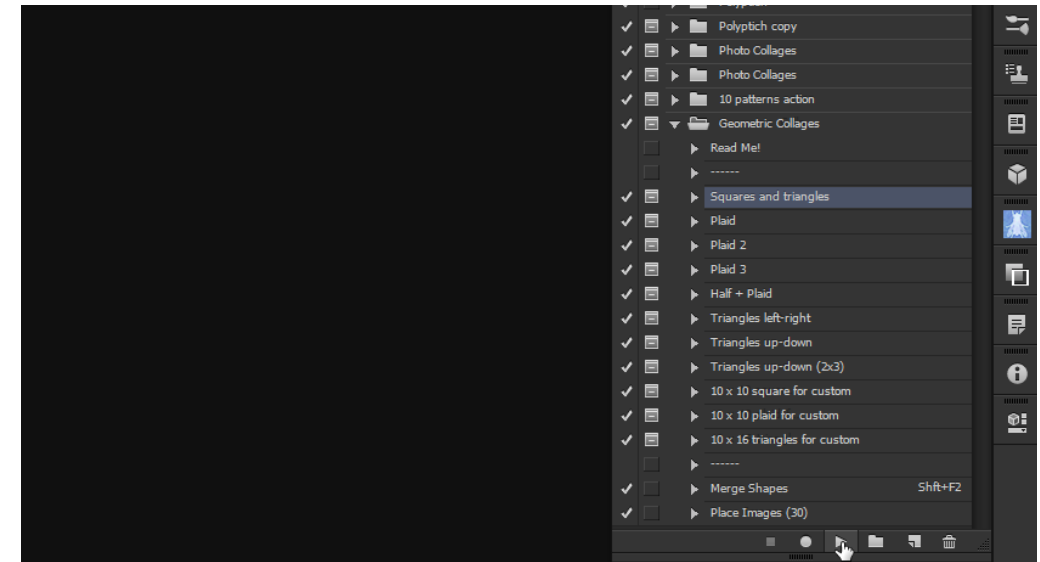 Polyptich copy
Photo Collages
Photo Collages
10 patterns action
Geometric Collages
Read Me!
------
Squares and triangles
Plaid
Plaid 2
Plaid 3
Half + Plaid
Triangles left-right
Triangles up-down
Triangles up-down (2x3)
10 x 10 square for custom
10 x 10 plaid for custom
10 x 16 triangles for custom
------
Merge Shapes Shft+F2
Place Images (30)